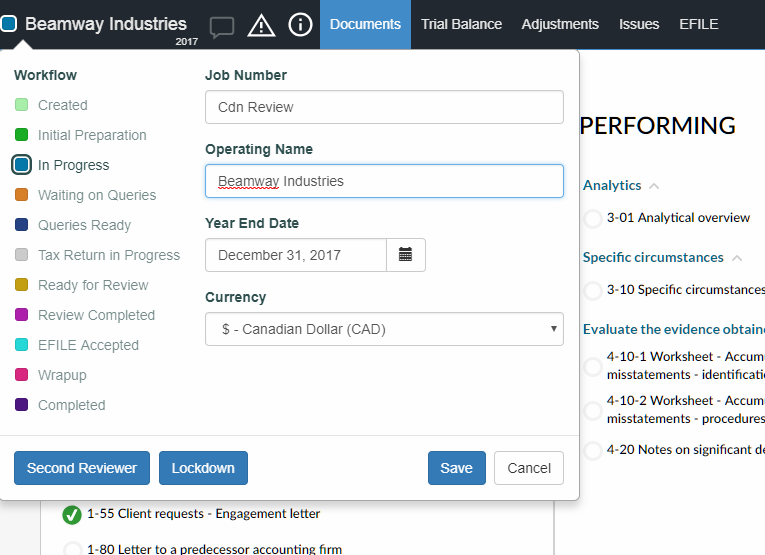 Beamway Industries
2017
Documents
Trial Balance
Adjustments
Issues
EFILE
Workflow
Created
Initial Preparation
In Progress
Waiting on Queries
Queries Ready
Tax Return in Progress
Ready for Review
Review Completed
EFILE Accepted
Wrapup
Completed
Job Number
Cdn Review
Operating Name
Beamway Industries
Year End Date
December 31, 2017
Currency
$ - Canadian Dollar (CAD)
Second Reviewer
Lockdown
Save
Cancel
1-55 Client requests - Engagement letter
1-80 Letter to a predecessor accounting firm
PERFORMING
Analytics
3-01 Analytical overview
Specific circumstances
3-10 Specific circumstances
Evaluate the evidence obtaine
4-10-1 Worksheet - Accum
misstatements - identificati
4-10-2 Worksheet - Accum
misstatements - procedures
4-20 Notes on significant de